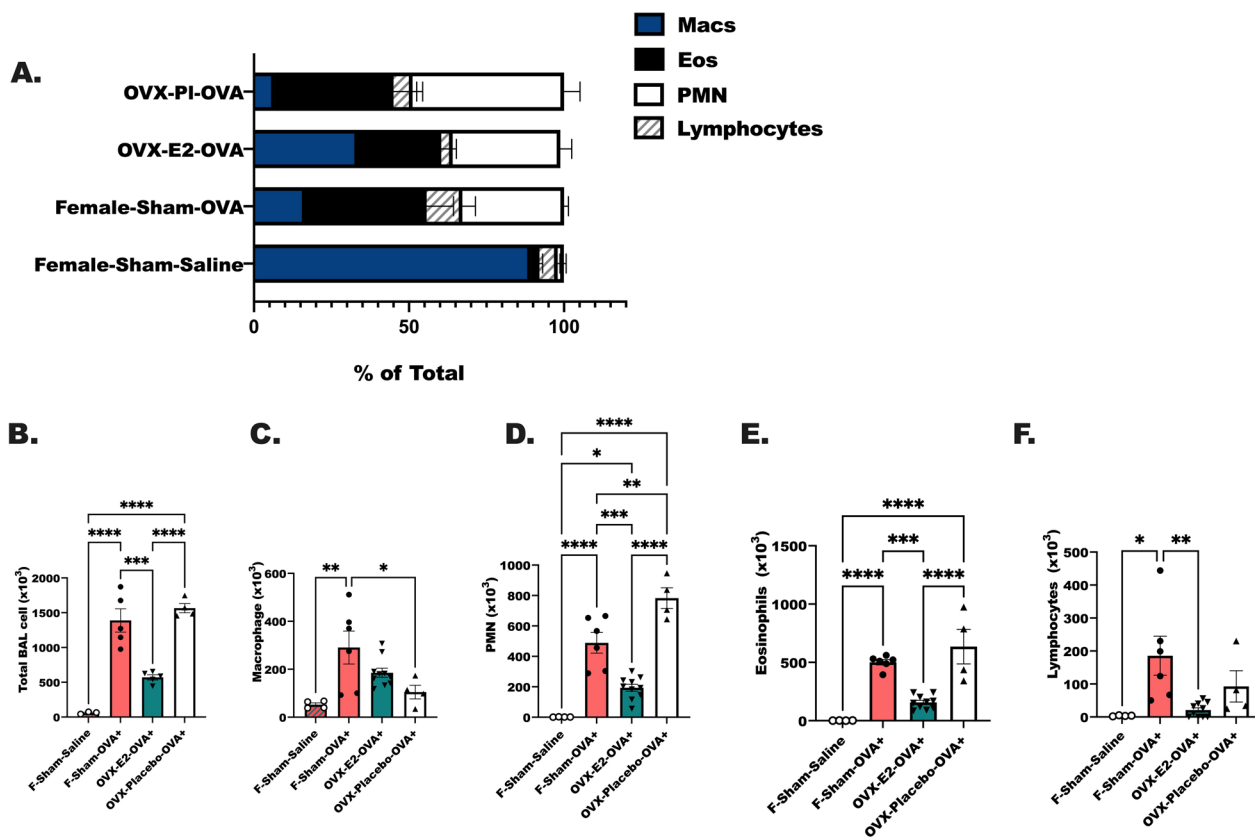 A.
Macs
Eos
PMN
Lymphocytes
OVX-Pl-OVA
OVX-E2-OVA
Female-Sham-OVA
Female-Sham-Saline
0 50 100
% of Total
B.
****
**** *** ****
Total BAL cell (x10³)
2000
1500
1000
500
0
F-Sham-Saline
F-Sham-OVA+
OVX-E2-OVA+
OVX-Placebo-OVA+
C.
** *
Macrophage (x10³)
600
400
200
0
F-Sham-Saline
F-Sham-OVA+
OVX-E2-OVA+
OVX-Placebo-OVA+
D.
****
*
**
***
**** ****
PMN (x10³)
1000
800
600
400
200
0
F-Sham-Saline
F-Sham-OVA+
OVX-E2-OVA+
OVX-Placebo-OVA+
E.
****
***
**** ****
Eosinophils (x10³)
1500
1000
500
0
F-Sham-Saline
F-Sham-OVA+
OVX-E2-OVA+
OVX-Placebo-OVA+
F.
* **
Lymphocytes (x10³)
500
400
300
200
100
0
F-Sham-Saline
F-Sham-OVA+
OVX-E2-OVA+
OVX-Placebo-OVA+